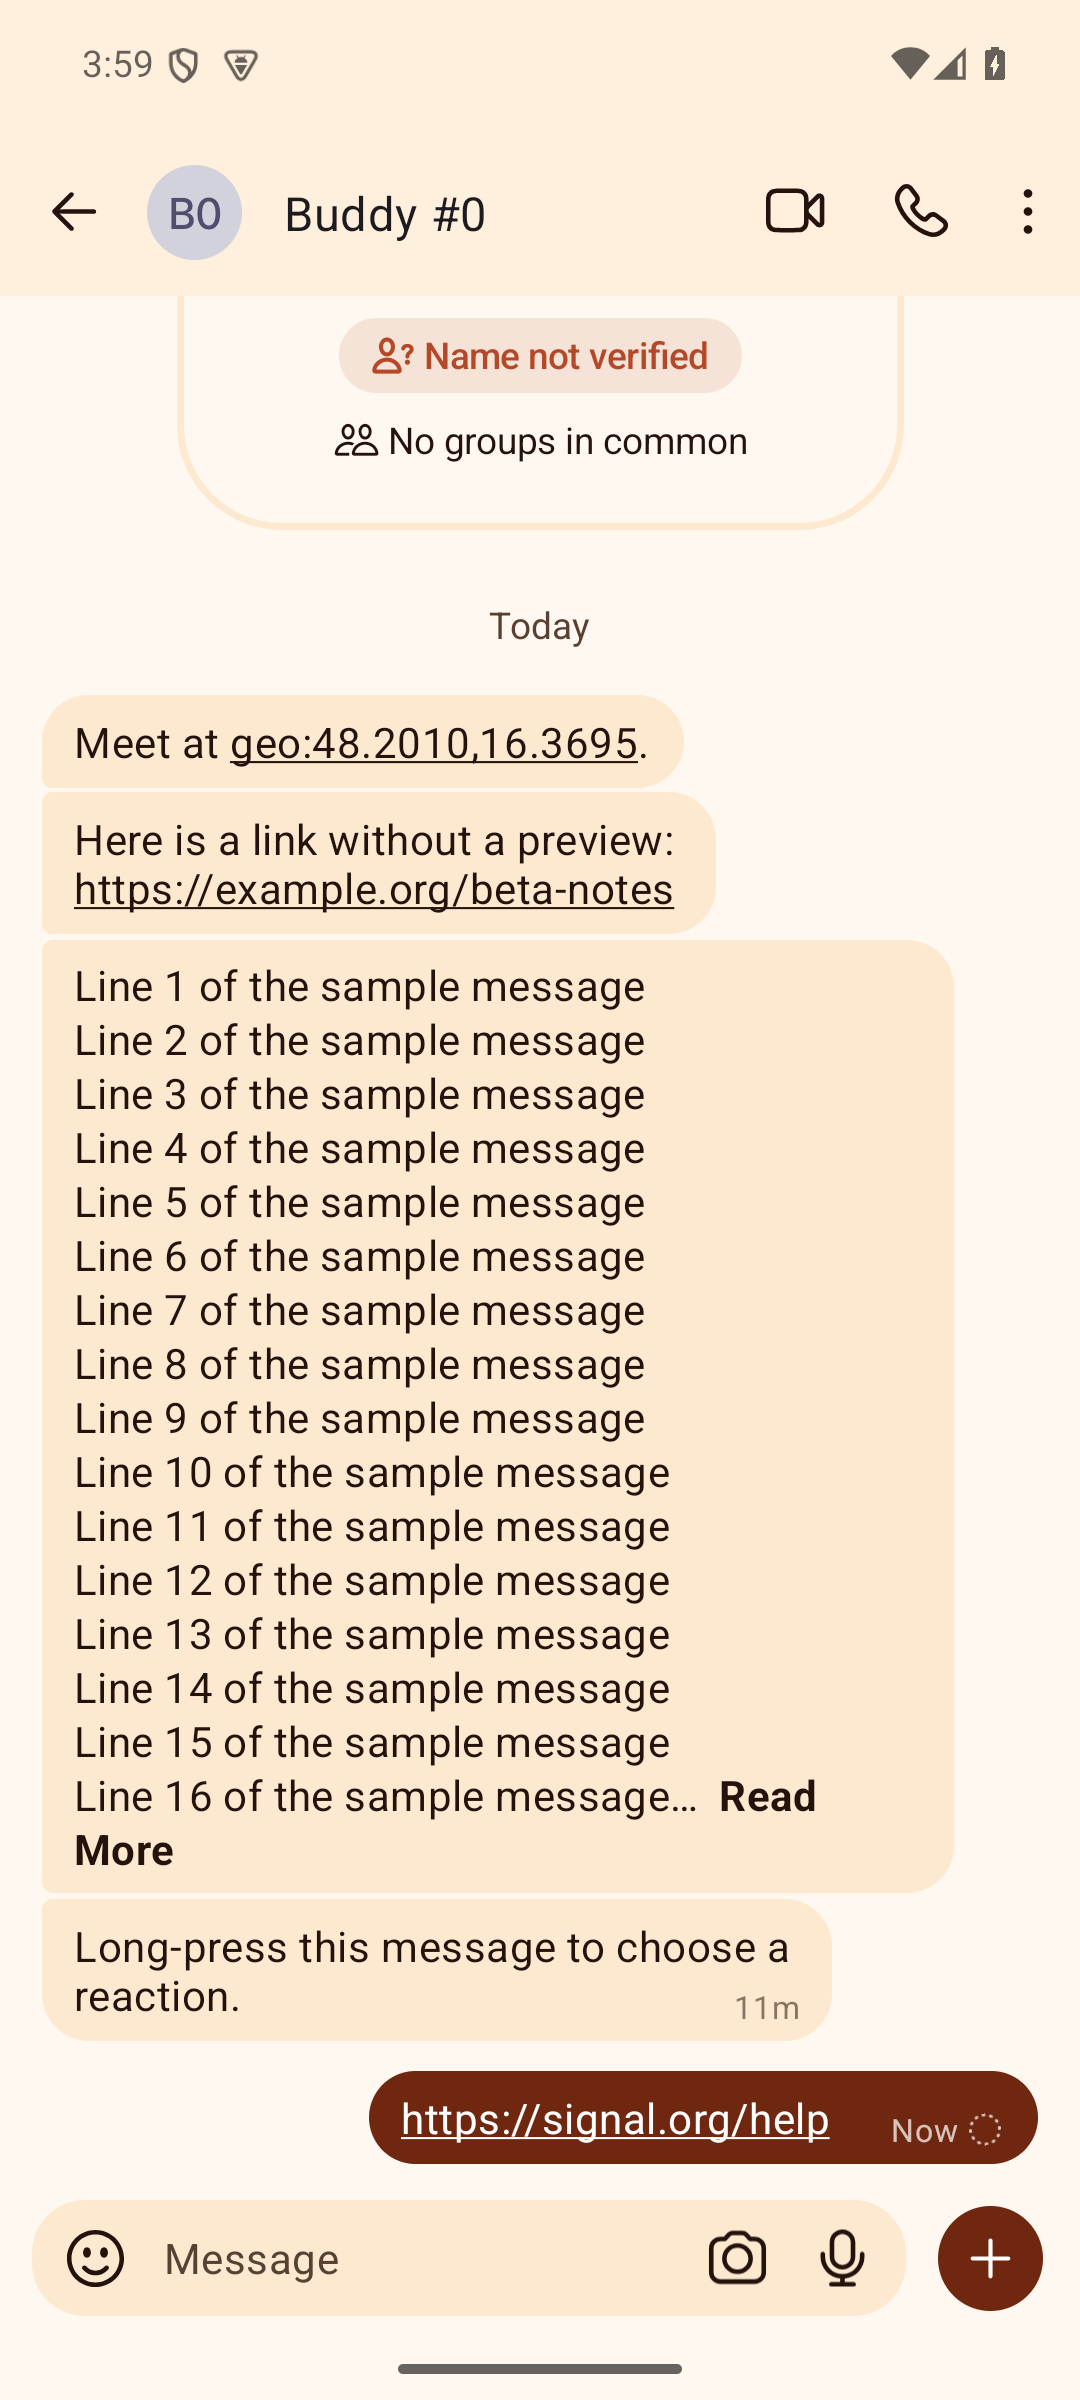 3:59
B0
Buddy #0
Name not verified
No groups in common
Today
Meet at geo:48.2010,16.3695.
Here is a link without a preview:
https://example.org/beta-notes
Line 1 of the sample message
Line 2 of the sample message
Line 3 of the sample message
Line 4 of the sample message
Line 5 of the sample message
Line 6 of the sample message
Line 7 of the sample message
Line 8 of the sample message
Line 9 of the sample message
Line 10 of the sample message
Line 11 of the sample message
Line 12 of the sample message
Line 13 of the sample message
Line 14 of the sample message
Line 15 of the sample message
Line 16 of the sample message… Read
More
Long-press this message to choose a
reaction.
11m
https://signal.org/help
Now
Message